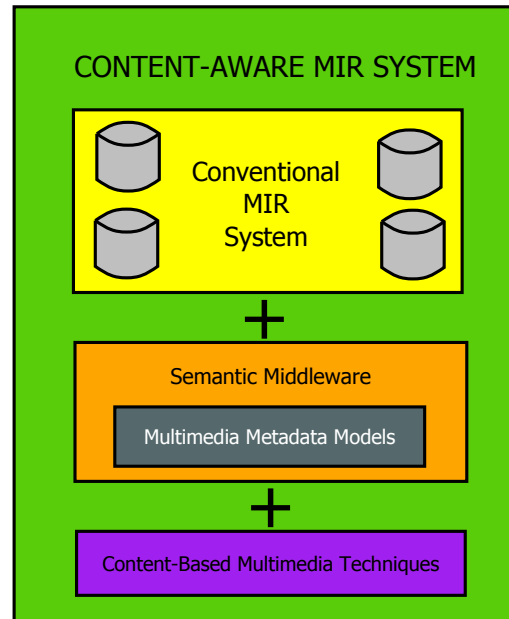 CONTENT-AWARE MIR SYSTEM
Conventional
MIR
System
+
Semantic Middleware
Multimedia Metadata Models
+
Content-Based Multimedia Techniques